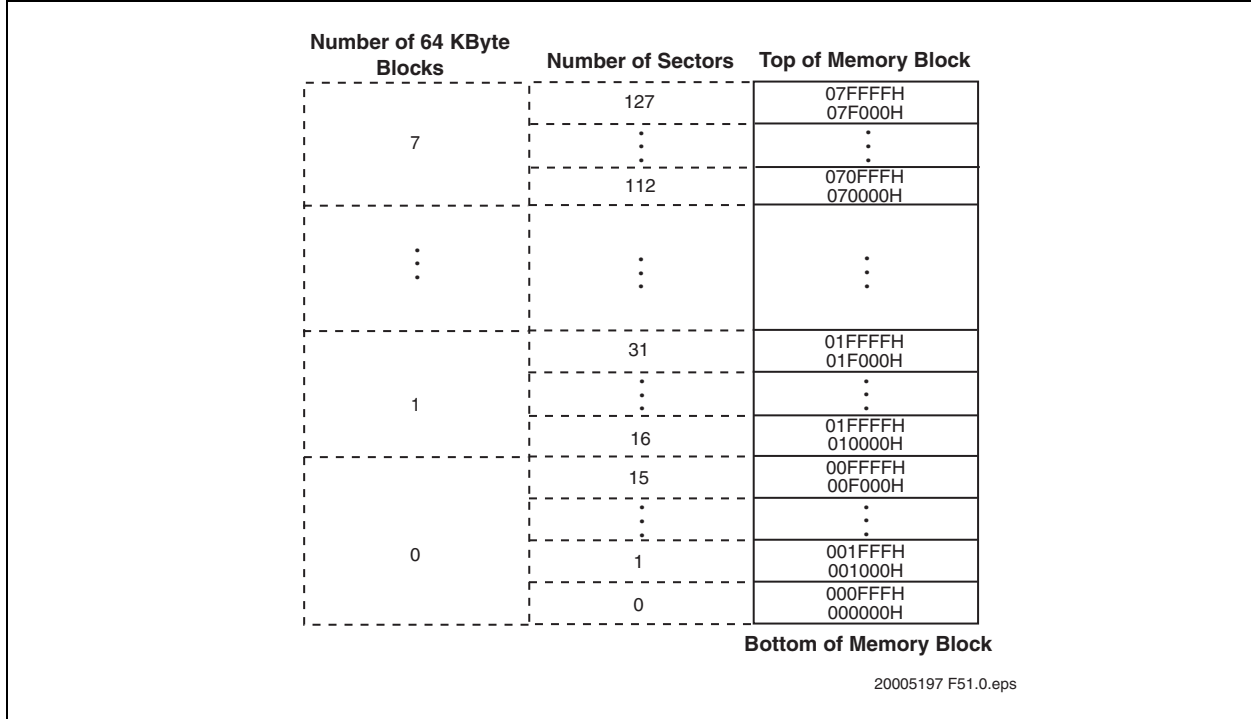 Number of 64 KByte
Blocks
Number of Sectors
Top of Memory Block
7
127
07FFFFH
07F000H
112
070FFFH
070000H
1
31
01FFFFH
01F000H
16
01FFFFH
010000H
0
15
00FFFFH
00F000H
1
001FFFH
001000H
0
000FFFH
000000H
Bottom of Memory Block
20005197 F51.0.eps